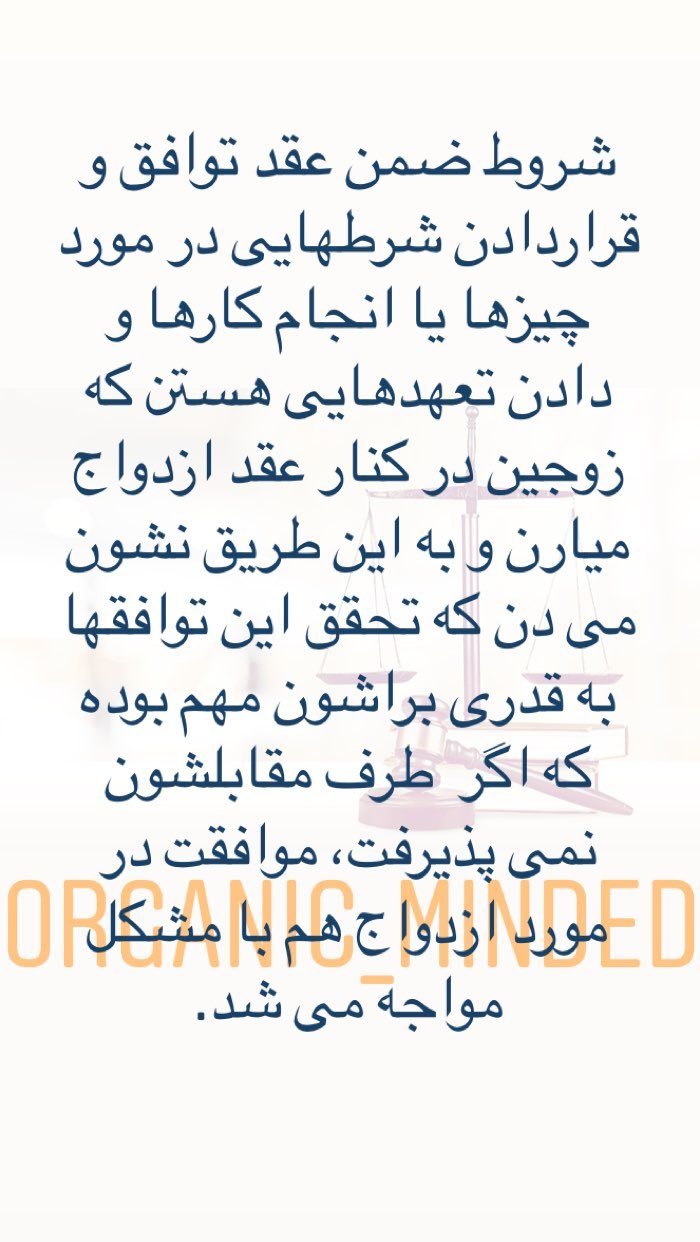 شروط ضمن عقد توافق و
قراردادن شرطهایی در مورد
چیزها یا انجام کارها و
دادن تعهدهایی هستن که
زوجین در کنار عقد ازدواج
میارن و به این طریق نشون
می دن که تحقق این توافقها
به قدری براشون مهم بوده
که اگر طرف مقابلشون
نمی پذیرفت، موافقت در
مورد ازدواج هم با مشکل
مواجه می شد.
ORGANIC_MINDED